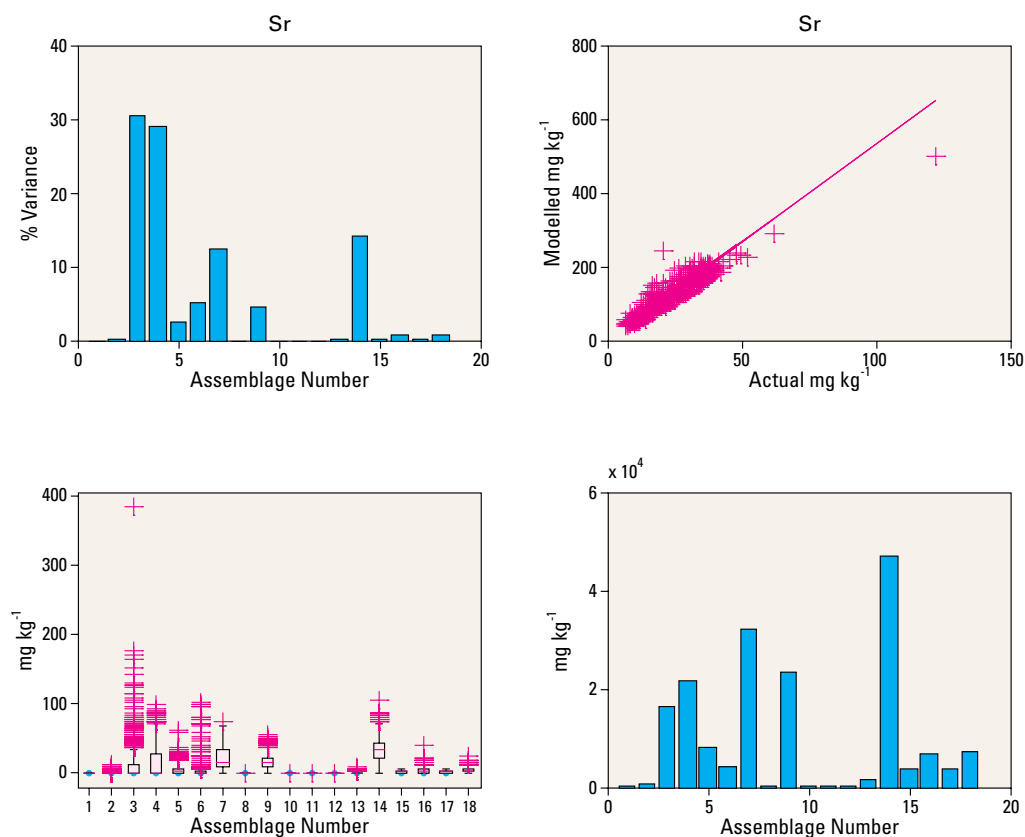 Sr
40
30
20
10
0
% Variance
0 5 10 15 20
Assemblage Number
Sr
800
600
400
200
0
Modelled mg kg⁻¹
0 50 100 150
Actual mg kg⁻¹
400
300
200
100
0
mg kg⁻¹
1 2 3 4 5 6 7 8 9 10 11 12 13 14 15 16 17 18
Assemblage Number
x 10⁴
6
4
2
0
mg kg⁻¹
0 5 10 15 20
Assemblage Number